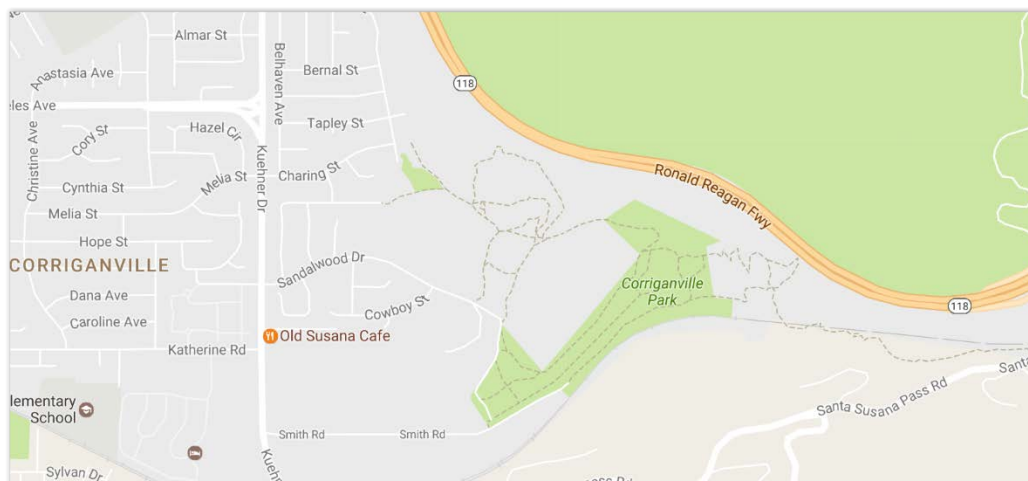 Almar St
Bernal St
Belhaven Ave
118
Anastasia Ave
eles Ave
Tapley St
Hazel Cir
Cory St
Christine Ave
Kuehner Dr
Charing St
Melia St
Cynthia St
Melia St
Ronald Reagan Fwy
Hope St
CORRIGANVILLE
Sandalwood Dr
Corriganville
Park
Dana Ave
Cowboy St
118
Caroline Ave
Old Susana Cafe
Katherine Rd
Santa
Santa Susana Pass Rd
lementary
School
Smith Rd
Smith Rd
Kuehn
Sylvan Dr
ss Rd